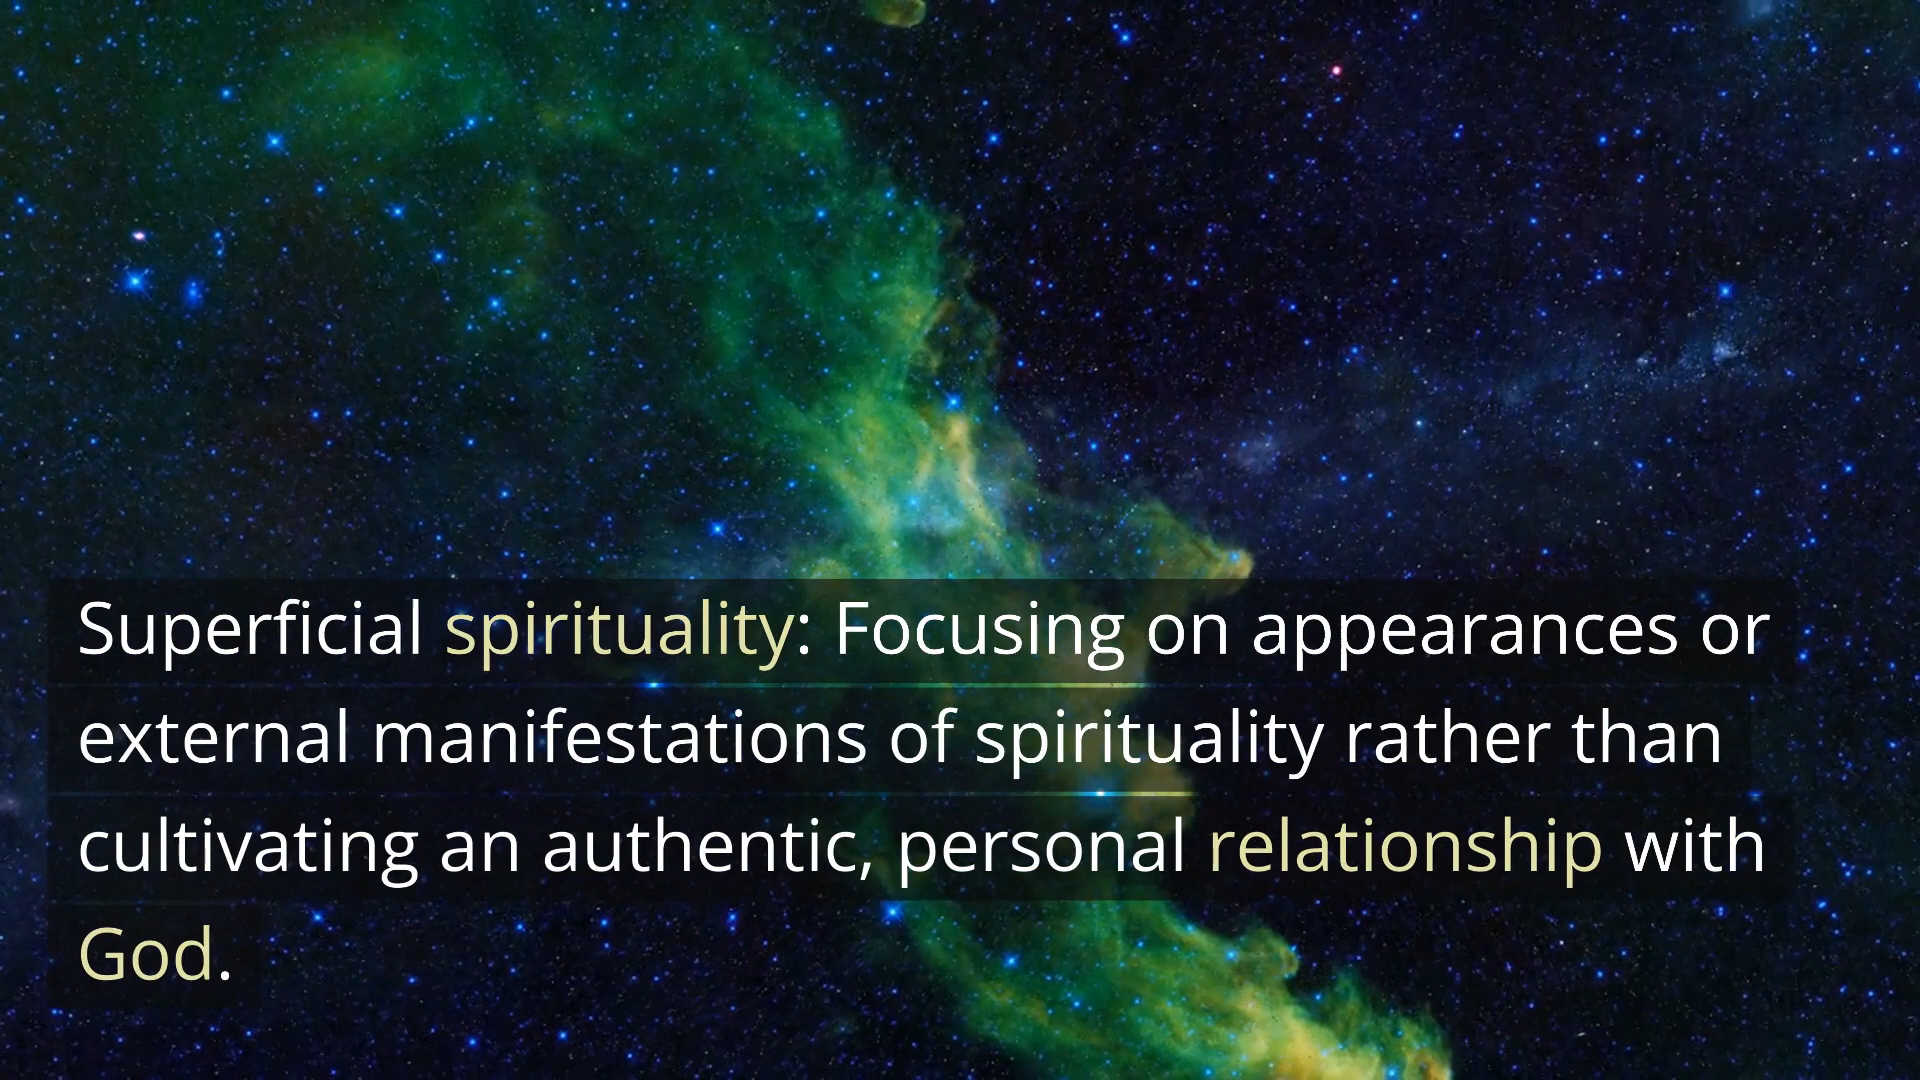 Superficial spirituality: Focusing on appearances or
external manifestations of spirituality rather than
cultivating an authentic, personal relationship with
God.